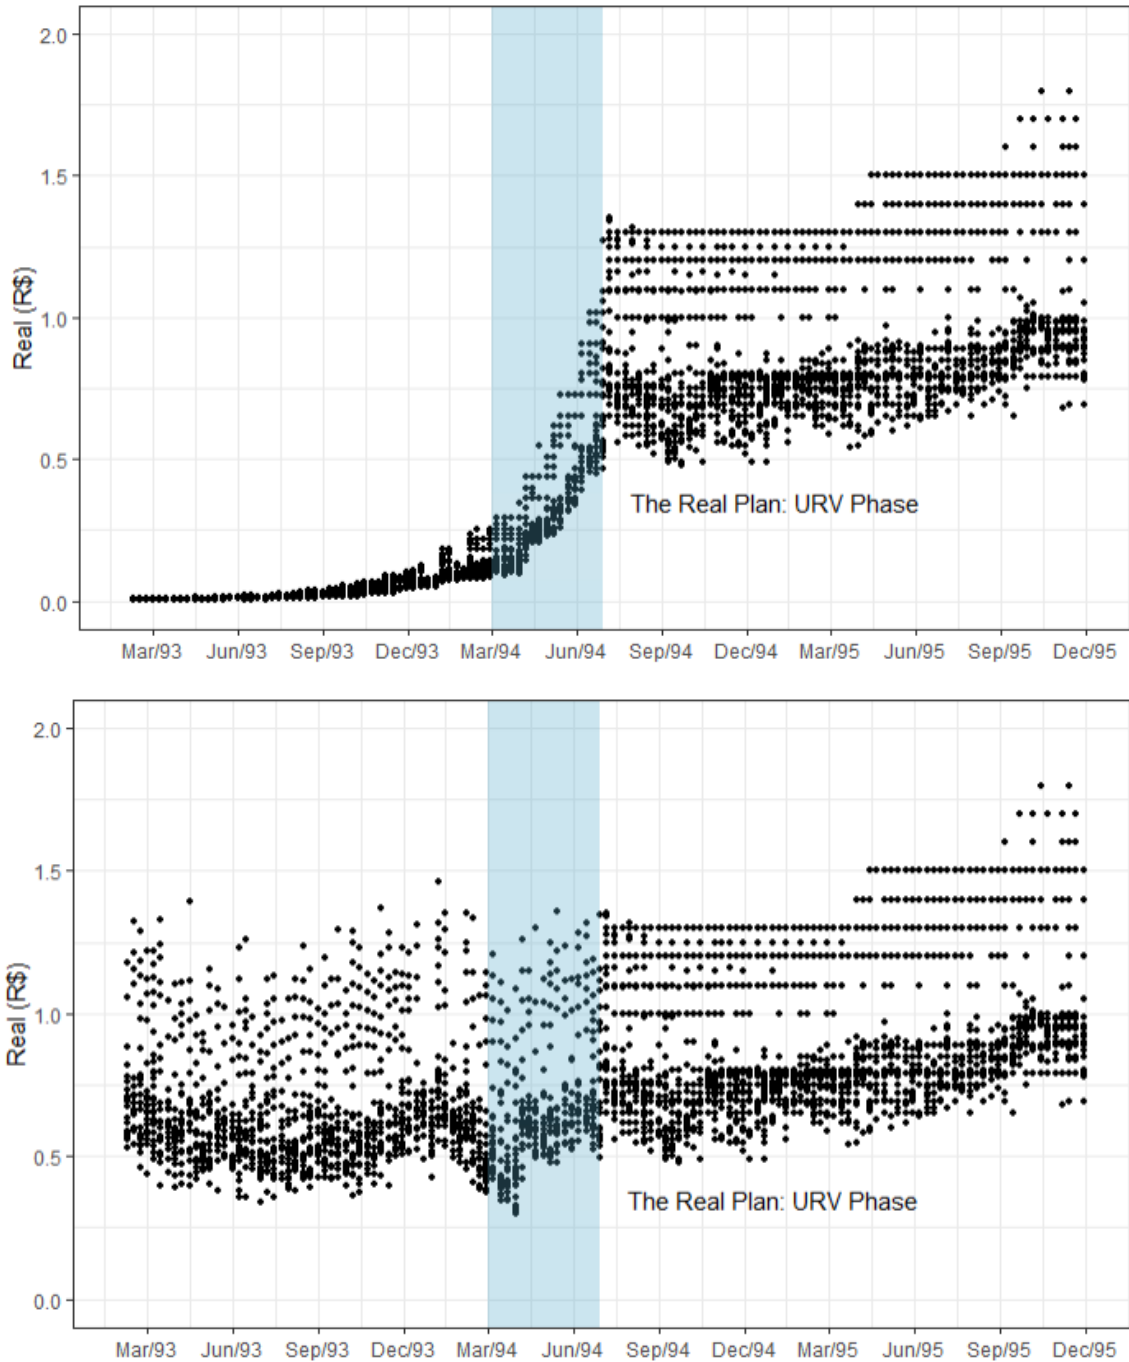 2.0
1.5
1.0
0.5
0.0
Real (R$)
The Real Plan: URV Phase
Mar/93 Jun/93 Sep/93 Dec/93 Mar/94 Jun/94 Sep/94 Dec/94 Mar/95 Jun/95 Sep/95 Dec/95
2.0
1.5
1.0
0.5
0.0
Real (R$)
The Real Plan: URV Phase
Mar/93 Jun/93 Sep/93 Dec/93 Mar/94 Jun/94 Sep/94 Dec/94 Mar/95 Jun/95 Sep/95 Dec/95